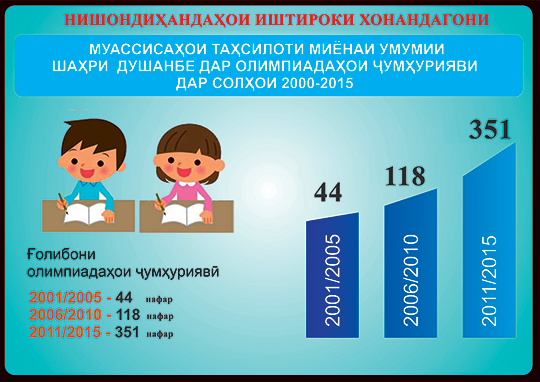 НИШОНДИҲАНДАҲОИ ИШТИРОКИ ХОНАНДАГОНИ
МУАССИСАҲОИ ТАҲСИЛОТИ МИЁНАИ УМУМИИ
ШАҲРИ ДУШАНБЕ ДАР ОЛИМПИАДАҲОИ ҶУМҲУРИЯВИ
ДАР СОЛҲОИ 2000-2015
Ғолибони
олимпиадаҳои ҷумҳуриявӣ
2001/2005 - 44 нафар
2006/2010 - 118 нафар
2011/2015 - 351 нафар
44
2001/2005
118
2006/2010
351
2011/2015